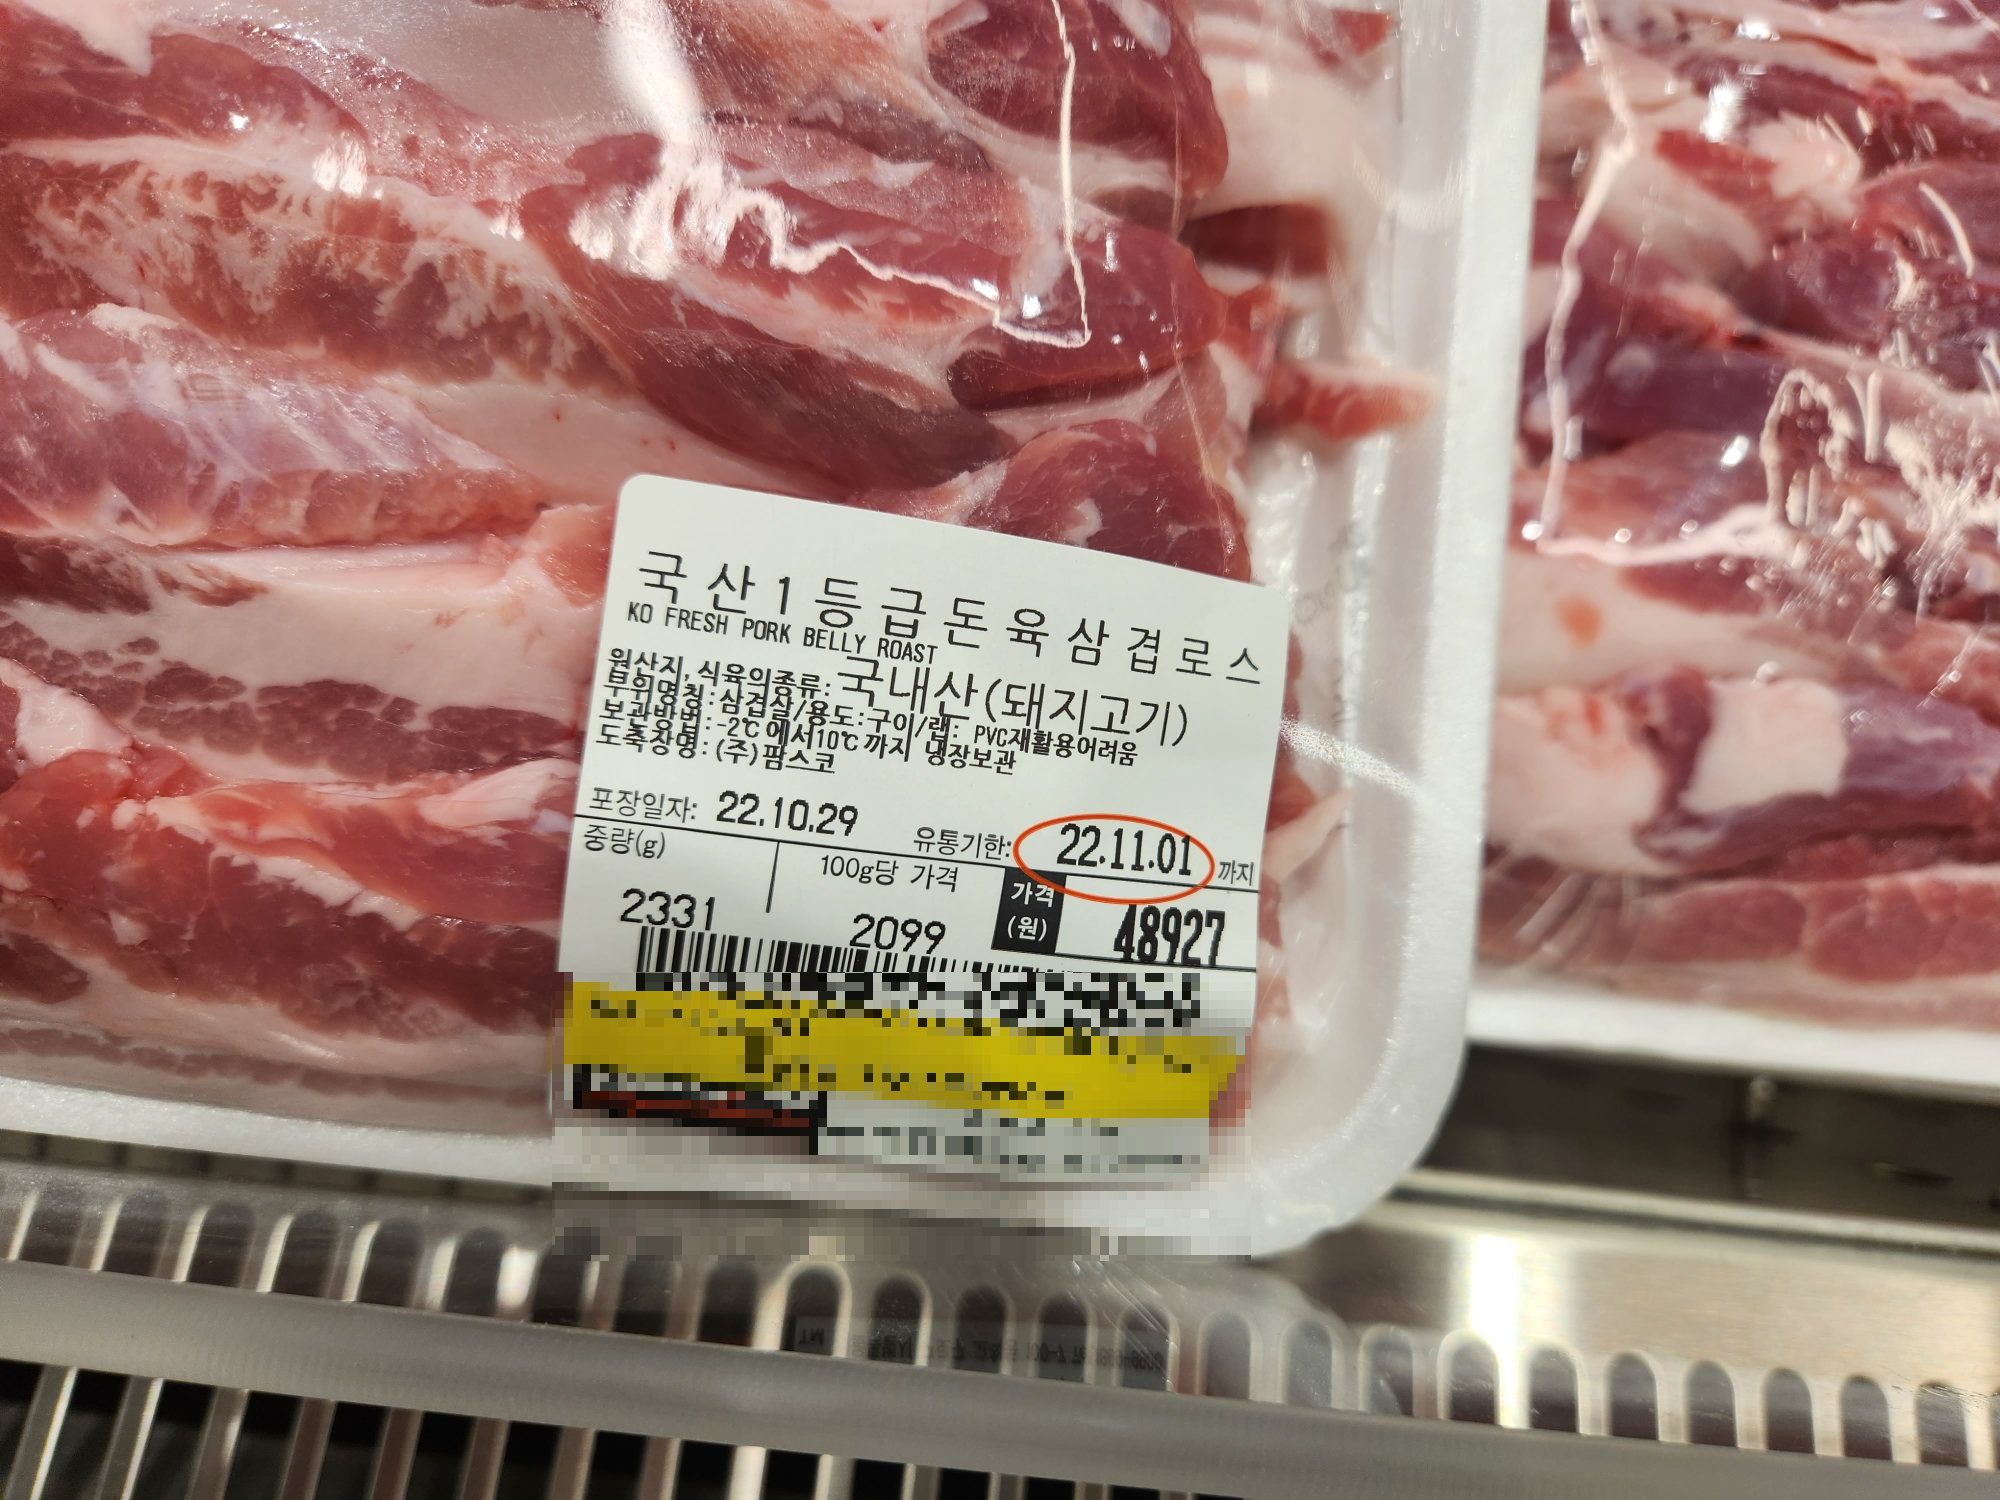 국산1등급돈육삼겹로스
KO FRESH PORK BELLY ROAST
원산지, 식육의종류: 국내산(돼지고기)
부위명칭:삼겹살/용도:구이/랩: PVC재활용어려움
보관방법:-2℃에서10℃까지 냉장보관
도축장명:(주)팜스코
포장일자: 22.10.29 유통기한: 22.11.01 까지
중량(g) 100g당 가격 가격(원)
2331 2099 48927